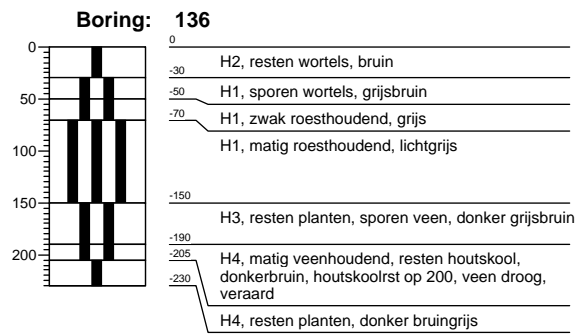 Boring: 136
0
0
H2, resten wortels, bruin
-30
H1, sporen wortels, grijsbruin
50
-50
H1, zwak roesthoudend, grijs
-70
H1, matig roesthoudend, lichtgrijs
100
150
-150
H3, resten planten, sporen veen, donker grijsbruin
-190
200
-205
H4, matig veenhoudend, resten houtskool,
donkerbruin, houtskoolrst op 200, veen droog,
veraard
-230
H4, resten planten, donker bruingrijs